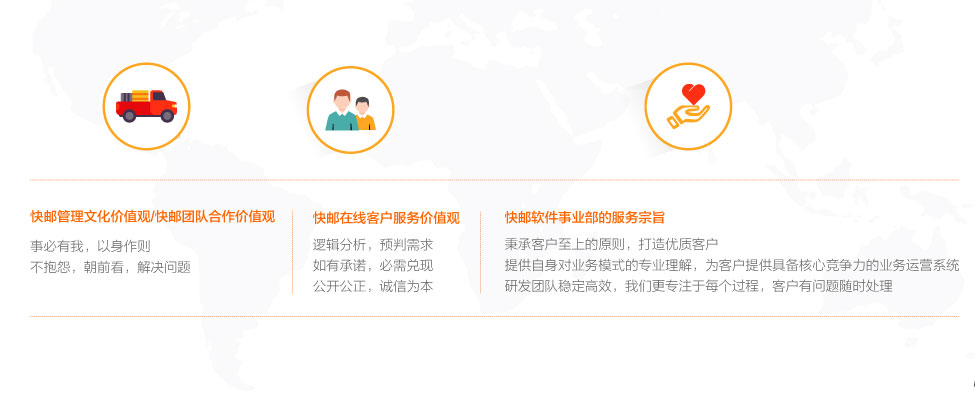 快邮管理文化价值观/快邮团队合作价值观
事必有我，以身作则
不抱怨，朝前看，解决问题
快邮在线客户服务价值观
逻辑分析，预判需求
如有承诺，必需兑现
公开公正，诚信为本
快邮软件事业部的服务宗旨
秉承客户至上的原则，打造优质客户
提供自身对业务模式的专业理解，为客户提供具备核心竞争力的业务运营系统
研发团队稳定高效，我们更专注于每个过程，客户有问题随时处理